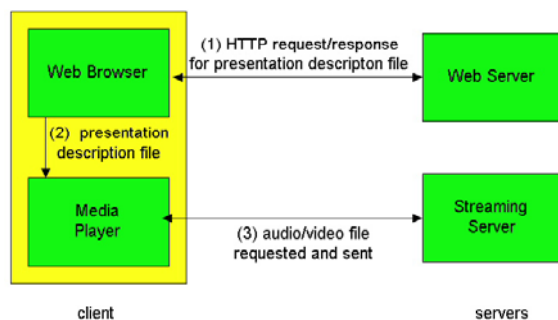 (1) HTTP request/response
for presentation descripton file
Web Browser
Web Server
(2) presentation
description file
Media
Player
Streaming
Server
(3) audio/video file
requested and sent
client
servers